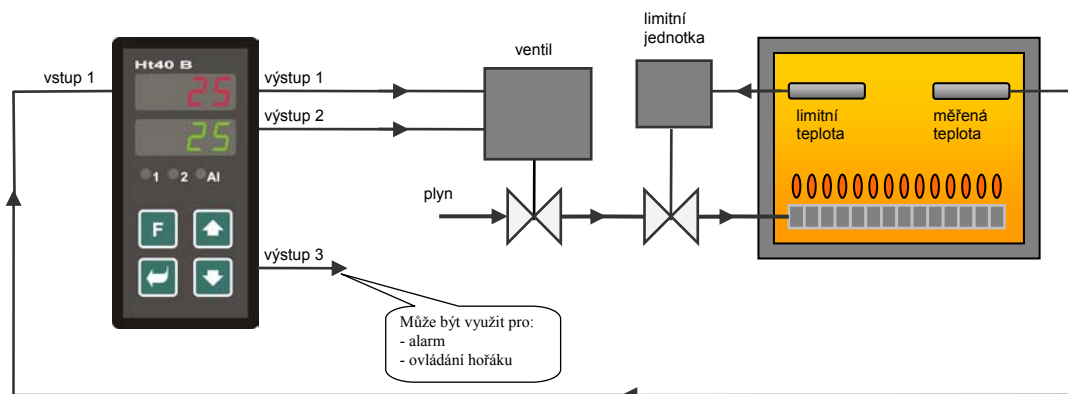 limitní
jednotka
ventil
Ht40 B
vstup 1
25
výstup 1
výstup 2
25
1 2 Al
limitní
teplota
měřená
teplota
plyn
F
výstup 3
Může být využit pro:
- alarm
- ovládání hořáku